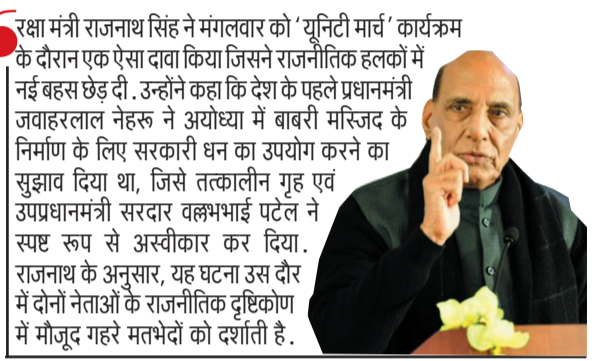 रक्षा मंत्री राजनाथ सिंह ने मंगलवार को ‘यूनिटी मार्च’ कार्यक्रम
के दौरान एक ऐसा दावा किया जिसने राजनीतिक हलकों में
नई बहस छेड़ दी. उन्होंने कहा कि देश के पहले प्रधानमंत्री
जवाहरलाल नेहरू ने अयोध्या में बाबरी मस्जिद के
निर्माण के लिए सरकारी धन का उपयोग करने का
सुझाव दिया था, जिसे तत्कालीन गृह एवं
उपप्रधानमंत्री सरदार वल्लभभाई पटेल ने
स्पष्ट रूप से अस्वीकार कर दिया.
राजनाथ के अनुसार, यह घटना उस दौर
में दोनों नेताओं के राजनीतिक दृष्टिकोण
में मौजूद गहरे मतभेदों को दर्शाती है.